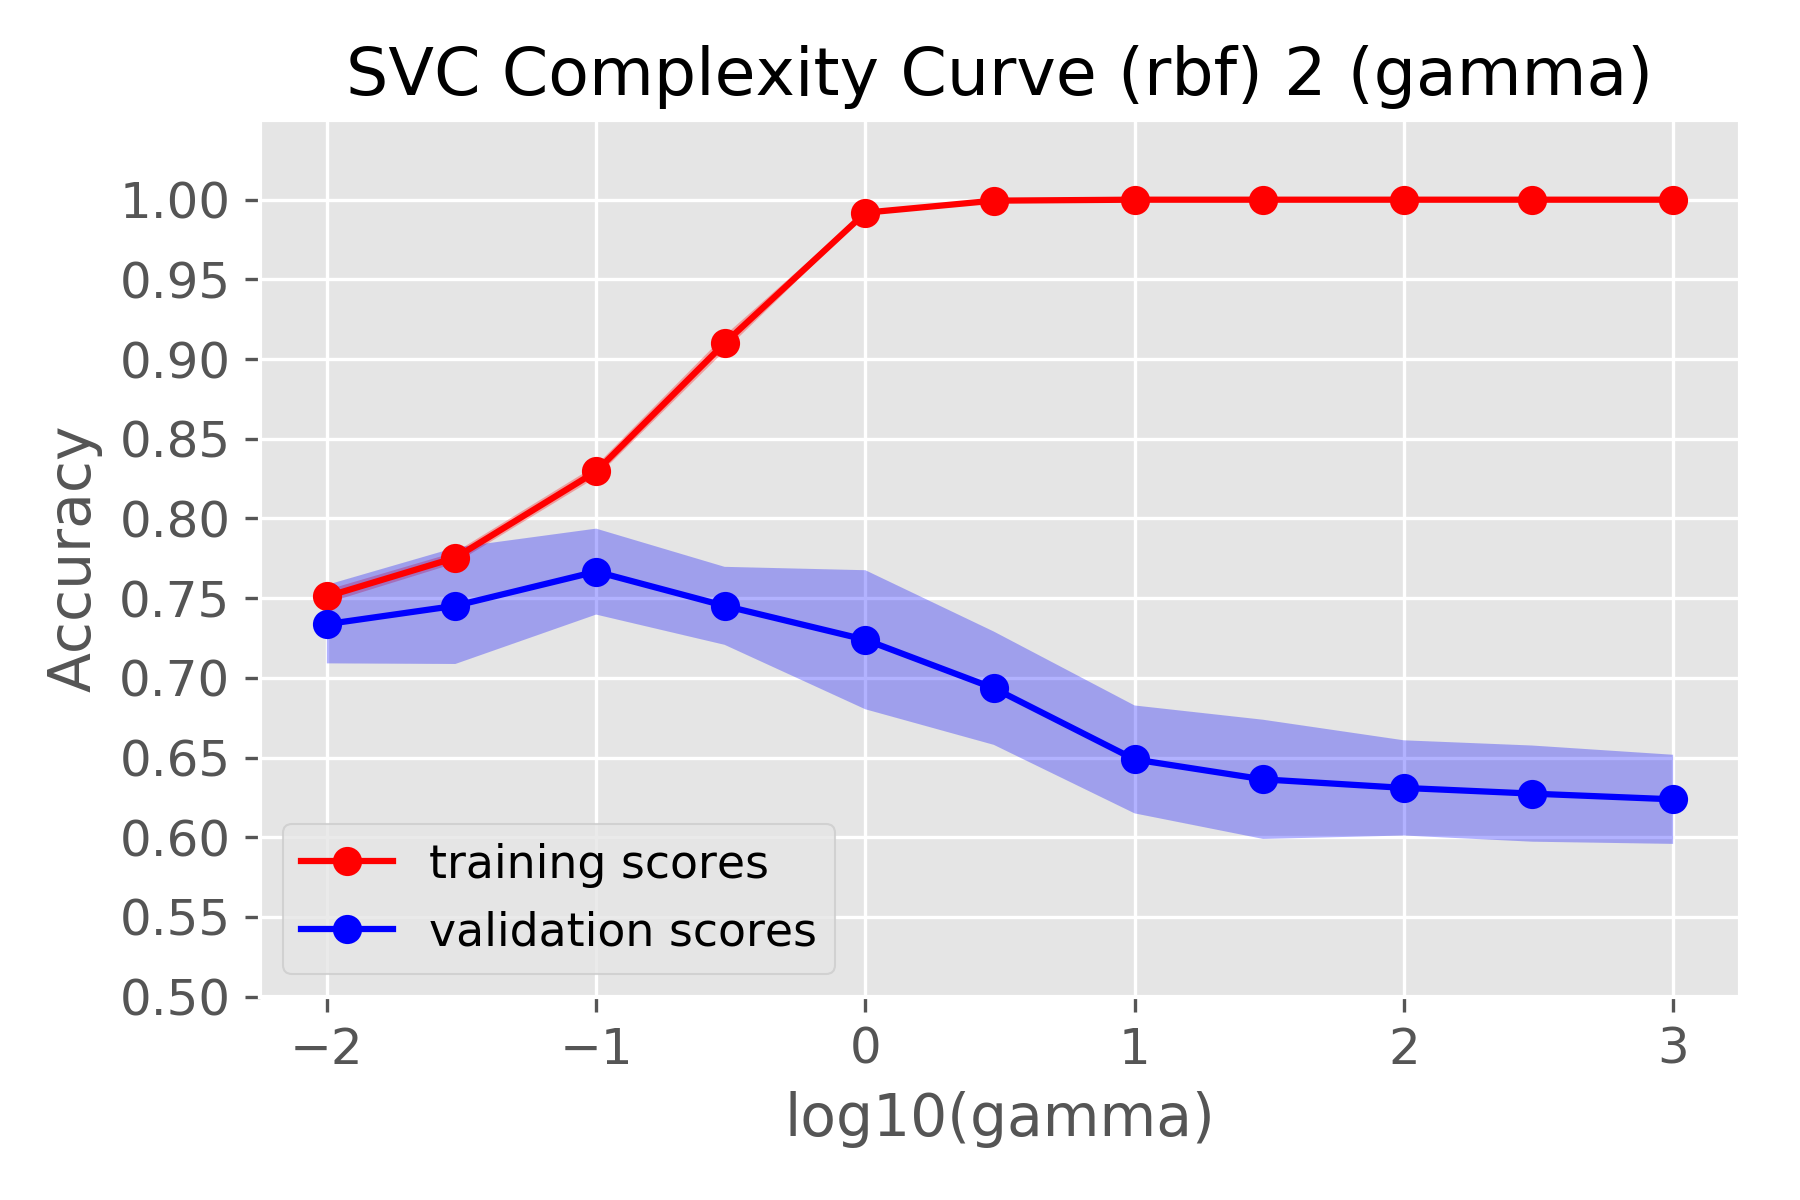 SVC Complexity Curve (rbf) 2 (gamma)
1.00
0.95
0.90
0.85
0.80
0.75
0.70
0.65
0.60
0.55
0.50
Accuracy
training scores
validation scores
−2 −1 0 1 2 3
log10(gamma)